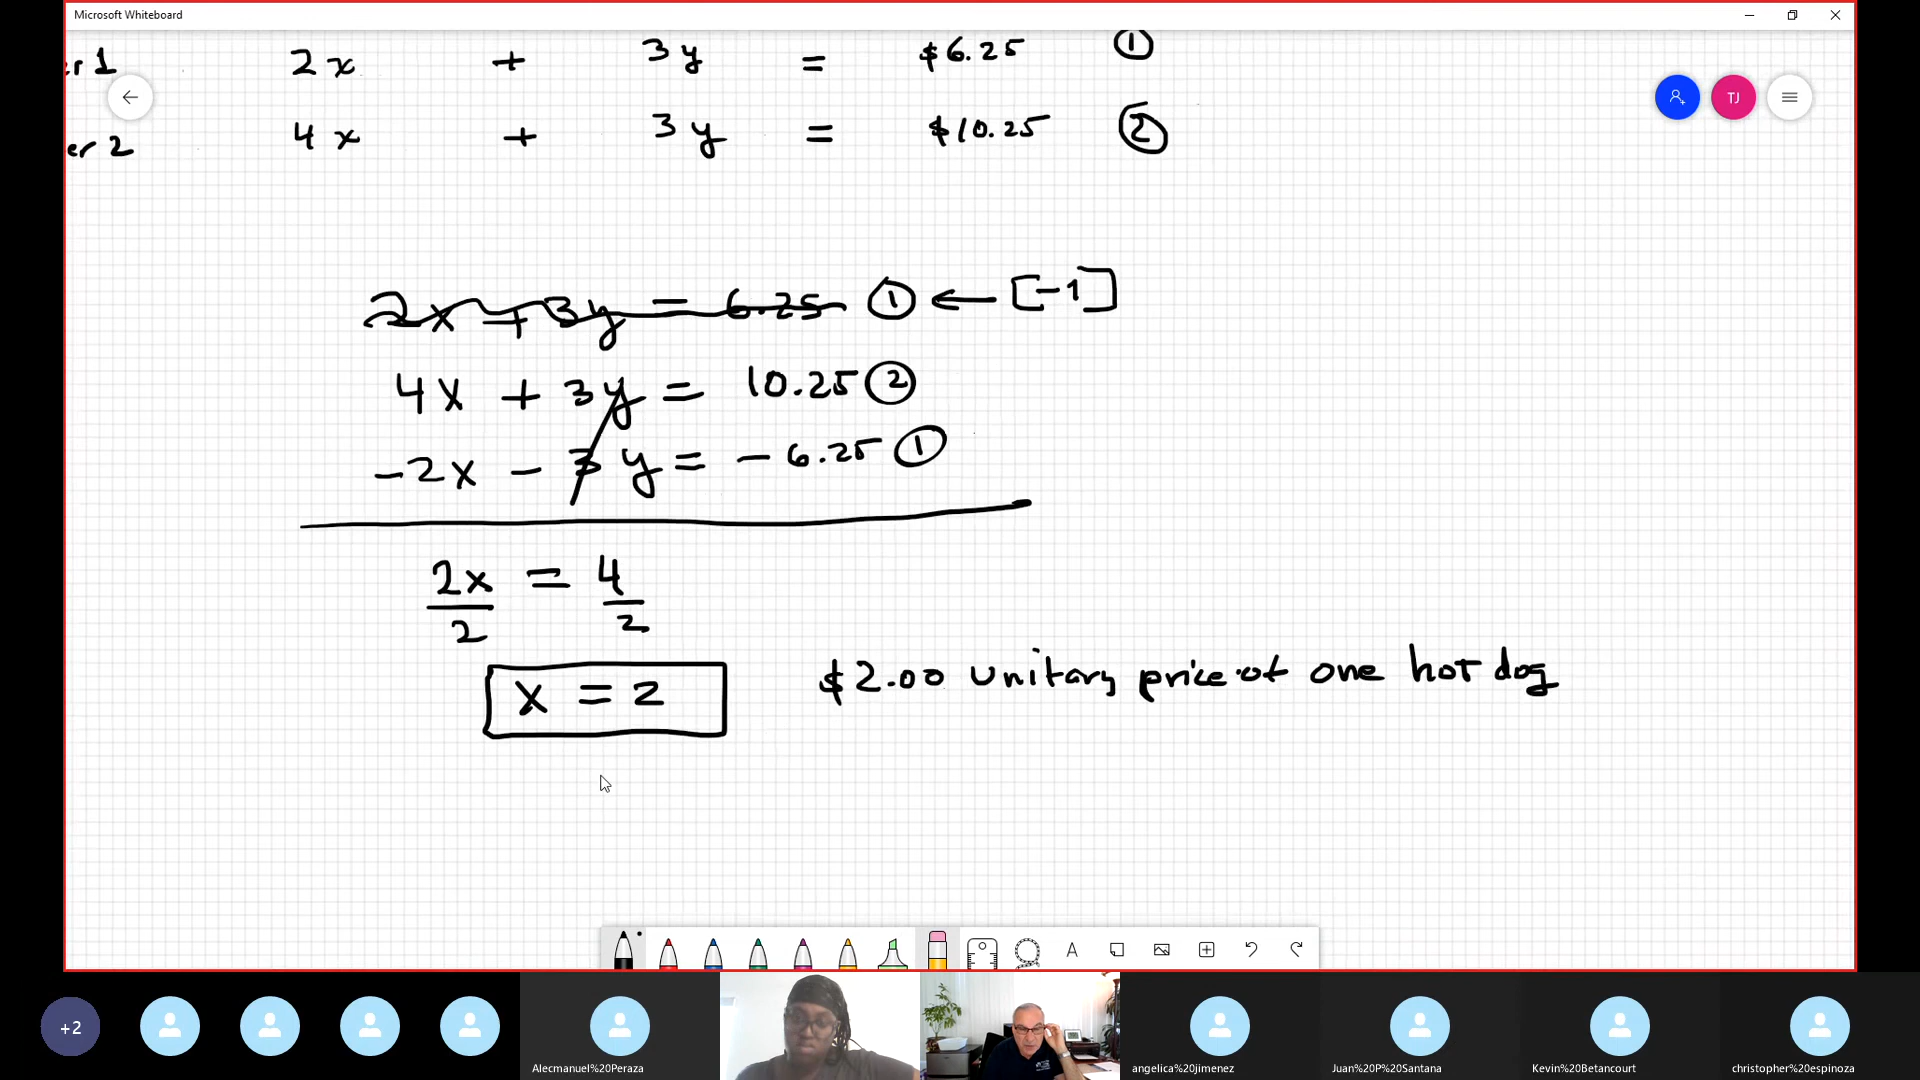 Microsoft Whiteboard
er 1 2x + 3y = $6.25 ①
er 2 4x + 3y = $10.25 ②
TJ
2x + 3y = 6.25 ① ← [-1]
4x + 3y = 10.25 ②
-2x - 3y = -6.25 ①
2x = 4
2 2
x = 2 $2.00 unitary price of one hot dog
A
+2
Alecmanuel%20Peraza
angelica%20jimenez
Juan%20P%20Santana
Kevin%20Betancourt
christopher%20espinoza